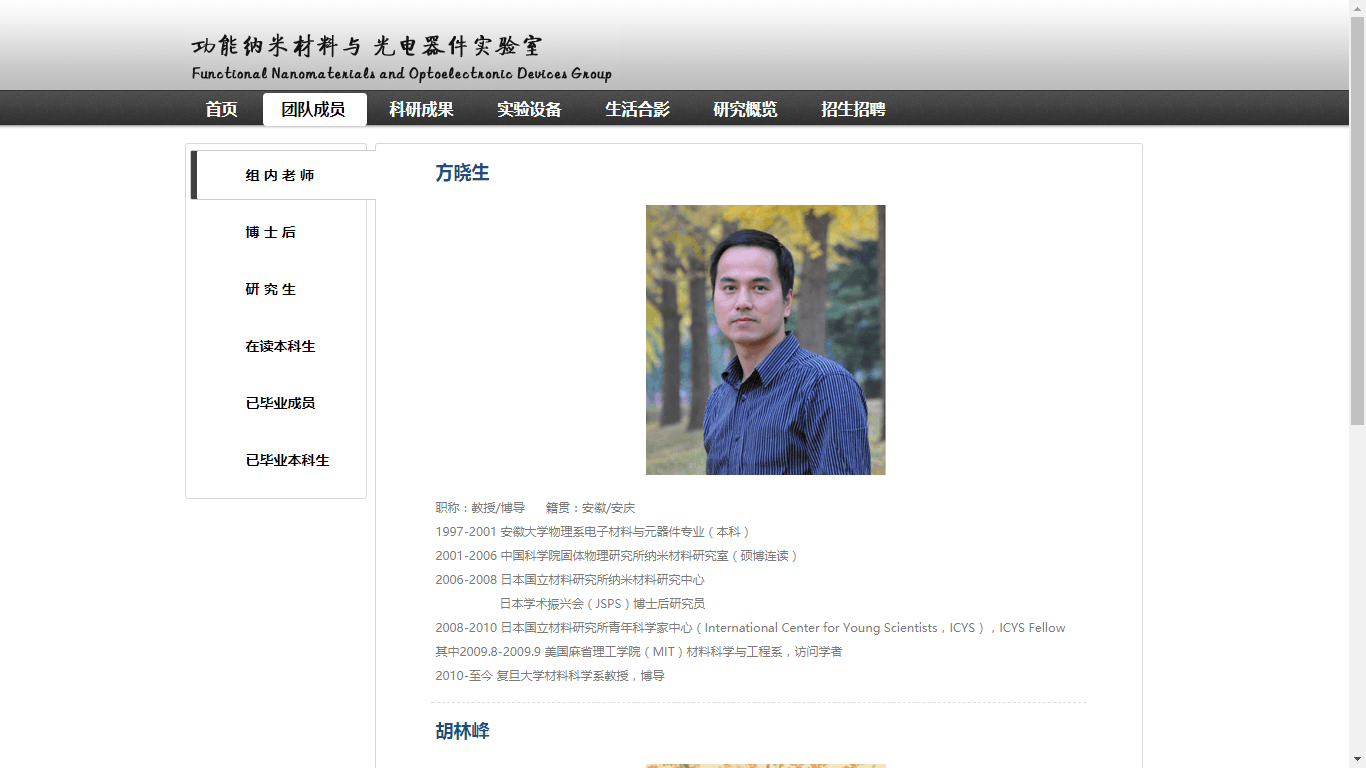 功能纳米材料与 光电器件实验室
Functional Nanomaterials and Optoelectronic Devices Group
首页 团队成员 科研成果 实验设备 生活合影 研究概览 招生招聘
组 内 老 师
博 士 后
研 究 生
在读本科生
已毕业成员
已毕业本科生
方晓生
职称：教授/博导 籍贯：安徽/安庆
1997-2001 安徽大学物理系电子材料与元器件专业（本科）
2001-2006 中国科学院固体物理研究所纳米材料研究室（硕博连读）
2006-2008 日本国立材料研究所纳米材料研究中心
日本学术振兴会（JSPS）博士后研究员
2008-2010 日本国立材料研究所青年科学家中心（International Center for Young Scientists，ICYS），ICYS Fellow
其中2009.8-2009.9 美国麻省理工学院（MIT）材料科学与工程系，访问学者
2010-至今 复旦大学材料科学系教授，博导
胡林峰